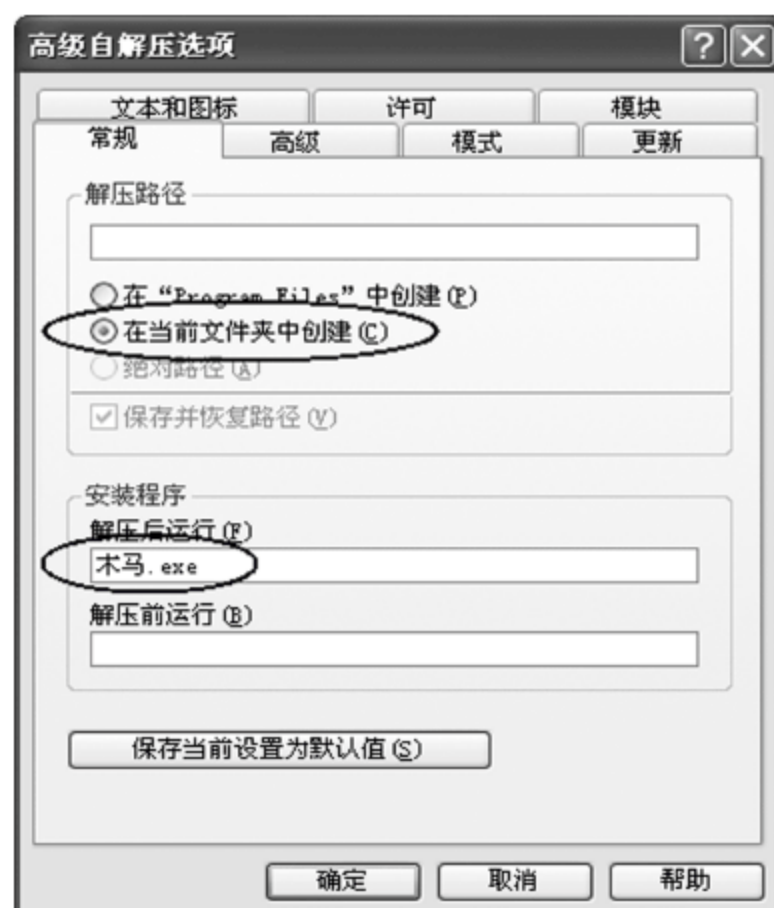 高级自解压选项
文本和图标 许可 模块
常规 高级 模式 更新
解压路径
在“Program Files”中创建(P)
在当前文件夹中创建(C)
绝对路径(A)
保存并恢复路径(V)
安装程序
解压后运行(F)
木马.exe
解压前运行(B)
保存当前设置为默认值(S)
确定 取消 帮助